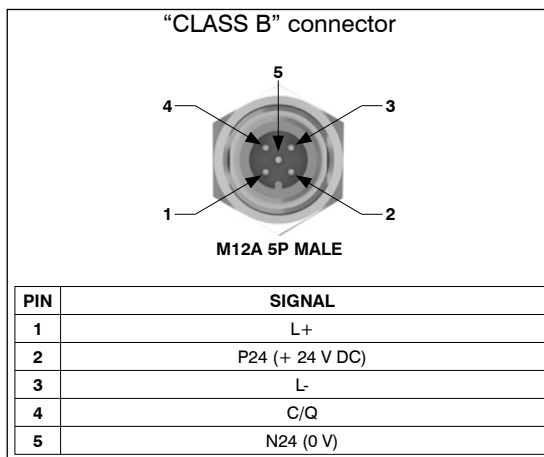 “CLASS B” connector
5
4 3
1 2
M12A 5P MALE
PIN SIGNAL
1 L+
2 P24 (+ 24 V DC)
3 L-
4 C/Q
5 N24 (0 V)